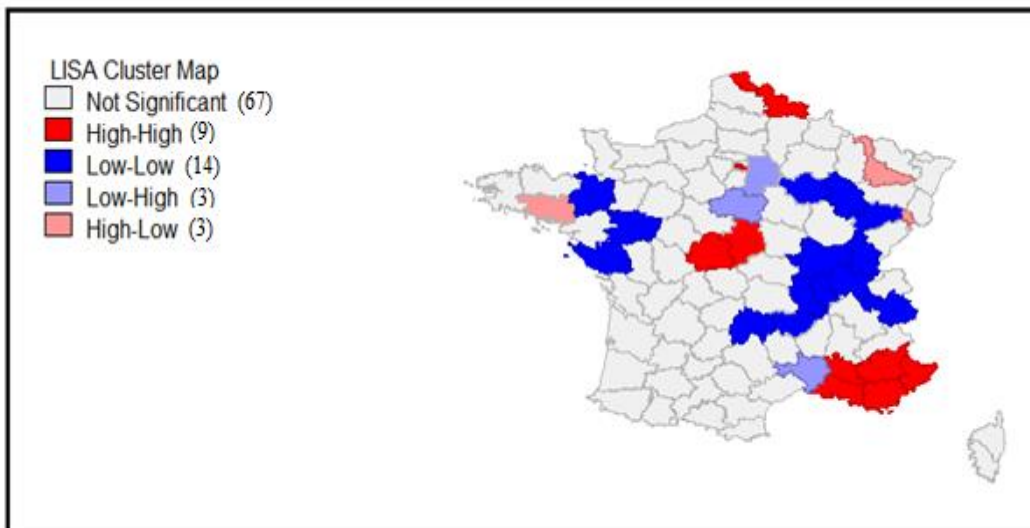 LISA Cluster Map
Not Significant (67)
High-High (9)
Low-Low (14)
Low-High (3)
High-Low (3)